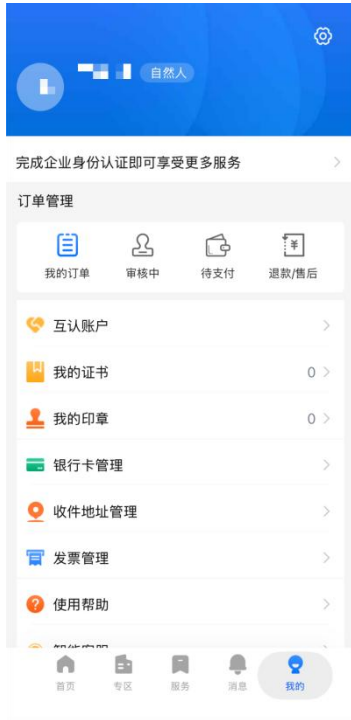 自然人
完成企业身份认证即可享受更多服务
订单管理
我的订单 审核中 待支付 退款/售后
互认账户
我的证书 0
我的印章 0
银行卡管理
收件地址管理
发票管理
使用帮助
首页 专区 服务 消息 我的